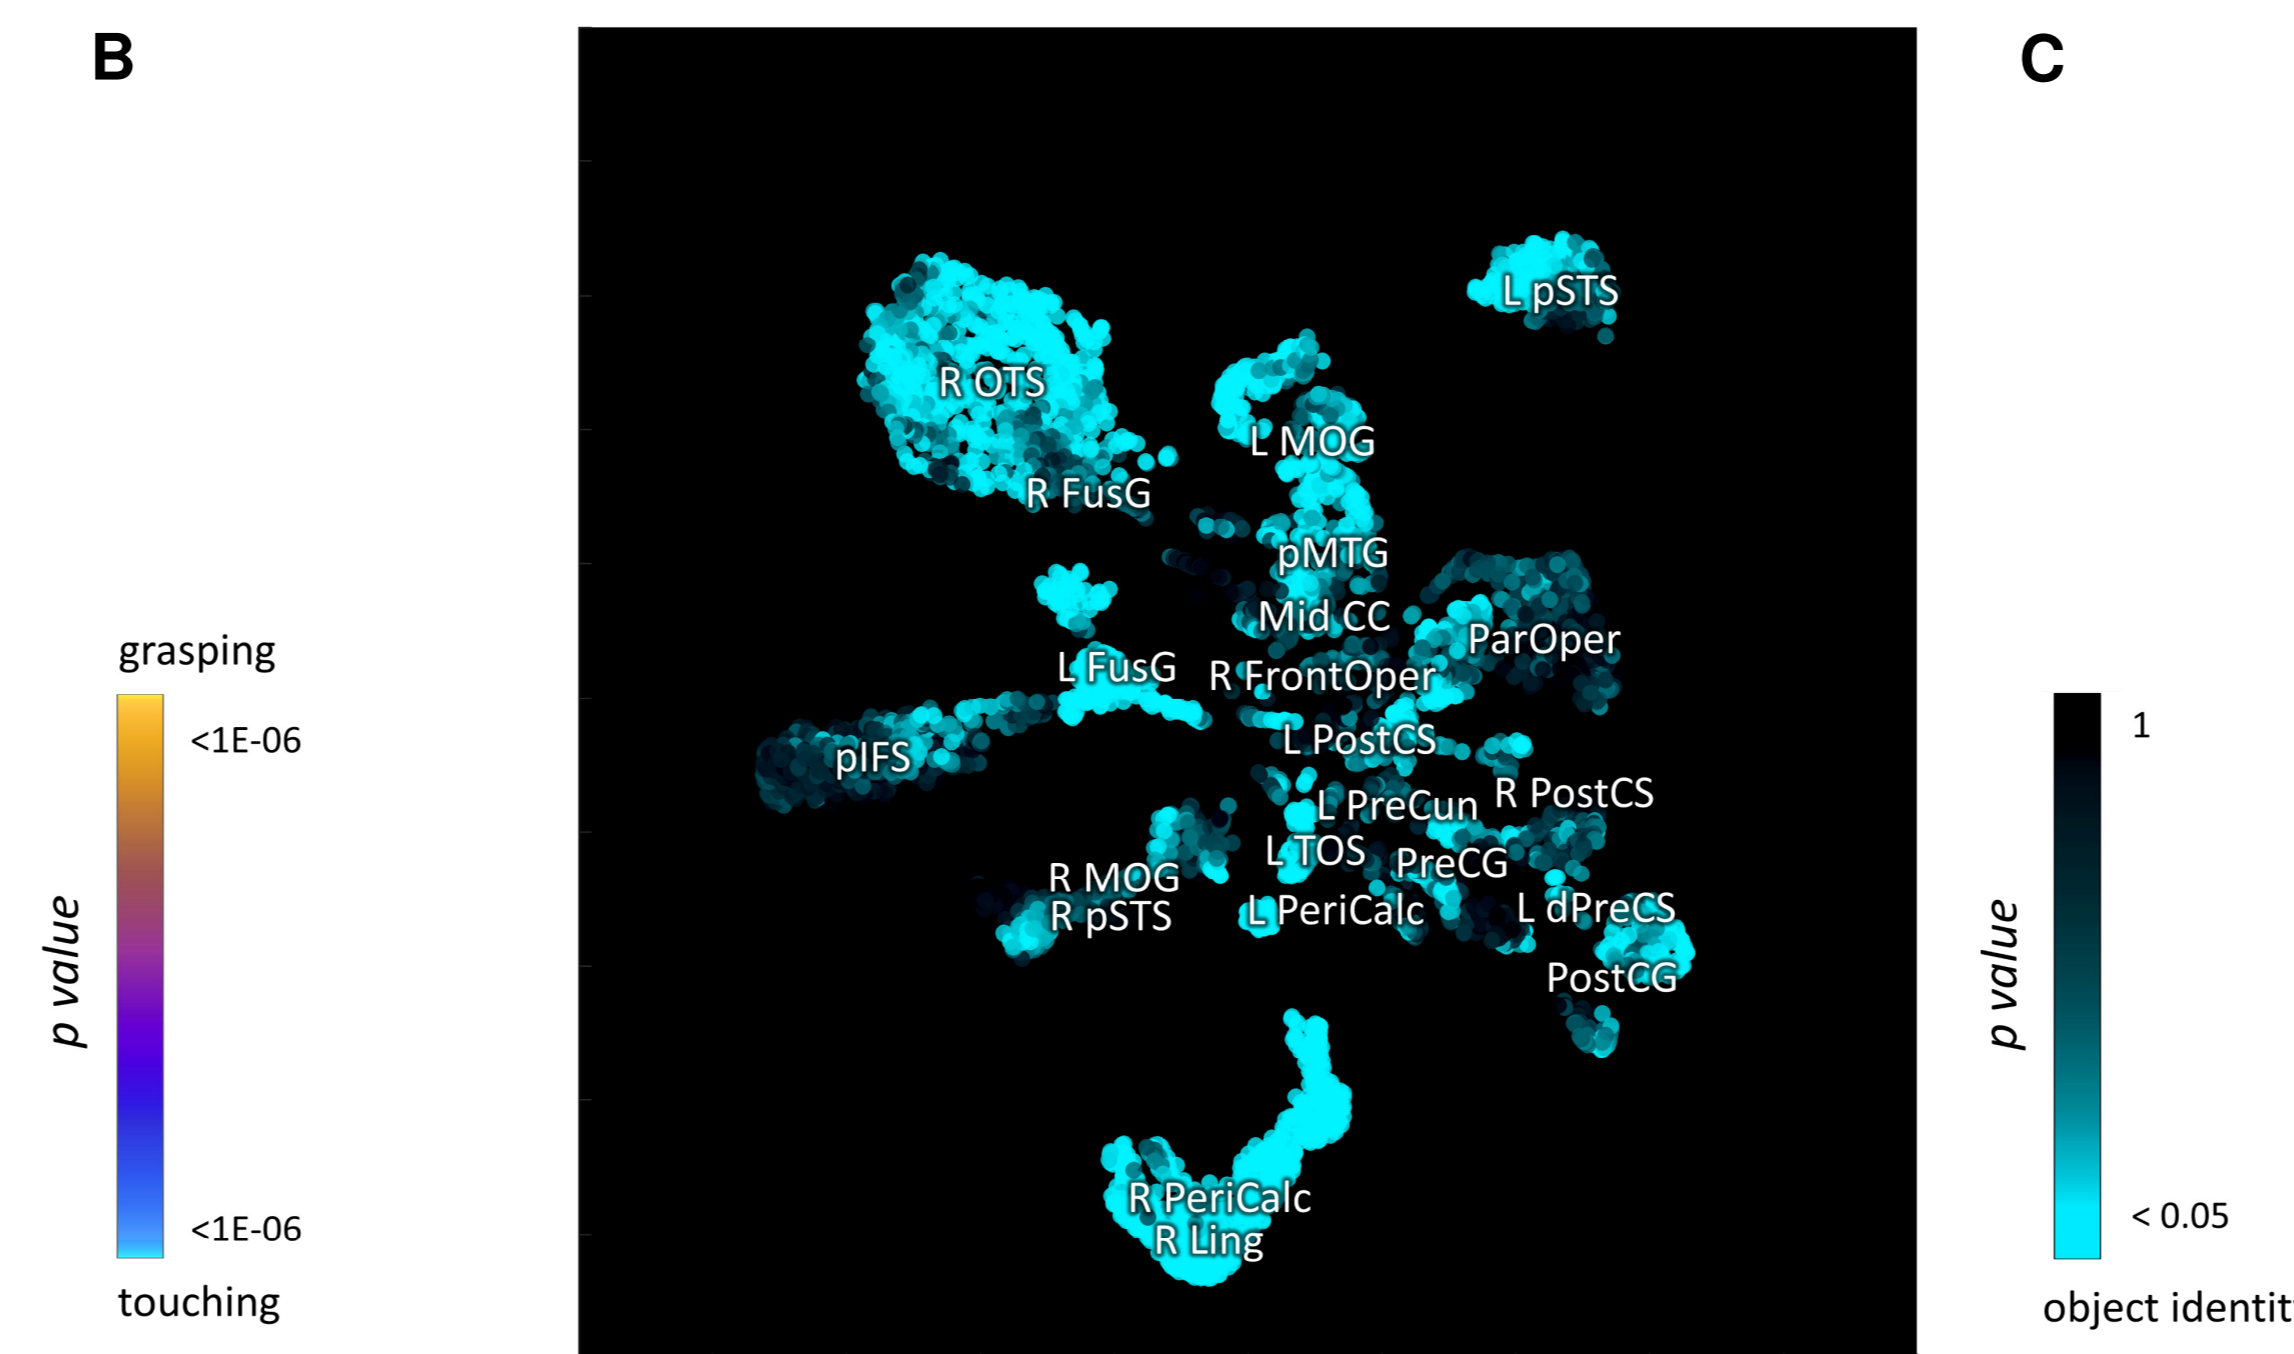 B
C
grasping
<1E-06
p value
<1E-06
touching
L pSTS
R OTS
L MOG
R FusG
pMTG
Mid CC
ParOper
L FusG
R FrontOper
L PostCS
pIFS
R PostCS
L PreCun
L TOS
PreCG
R MOG
L dPreCS
R pSTS
L PeriCalc
PostCG
R PeriCalc
R Ling
1
p value
< 0.05
object identit